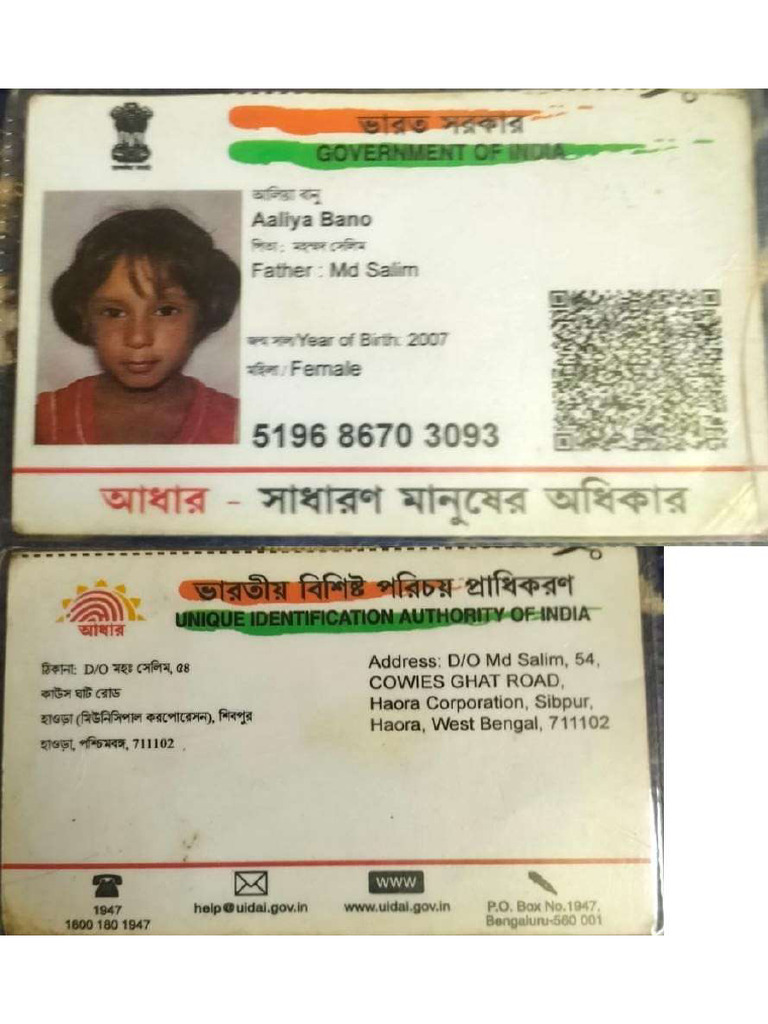 ভারত সরকার
GOVERNMENT OF INDIA
আলিয়া বানু
Aaliya Bano
পিতা : মহম্মদ সেলিম
Father : Md Salim
জন্ম সাল/Year of Birth: 2007
মহিলা / Female
5196 8670 3093
আধার - সাধারণ মানুষের অধিকার
ভারতীয় বিশিষ্ট পরিচয় প্রাধিকরণ
UNIQUE IDENTIFICATION AUTHORITY OF INDIA
আধার
ঠিকানা: D/O মহঃ সেলিম, ৫৪
কাউস ঘাট রোড
হাওড়া (মিউনিসিপাল করপোরেসন), শিবপুর
হাওড়া, পশ্চিমবঙ্গ, 711102
Address: D/O Md Salim, 54,
COWIES GHAT ROAD,
Haora Corporation, Sibpur,
Haora, West Bengal, 711102
1947
1800 180 1947
help@uidai.gov.in
www
www.uidai.gov.in
P.O. Box No.1947,
Bengaluru-560 001